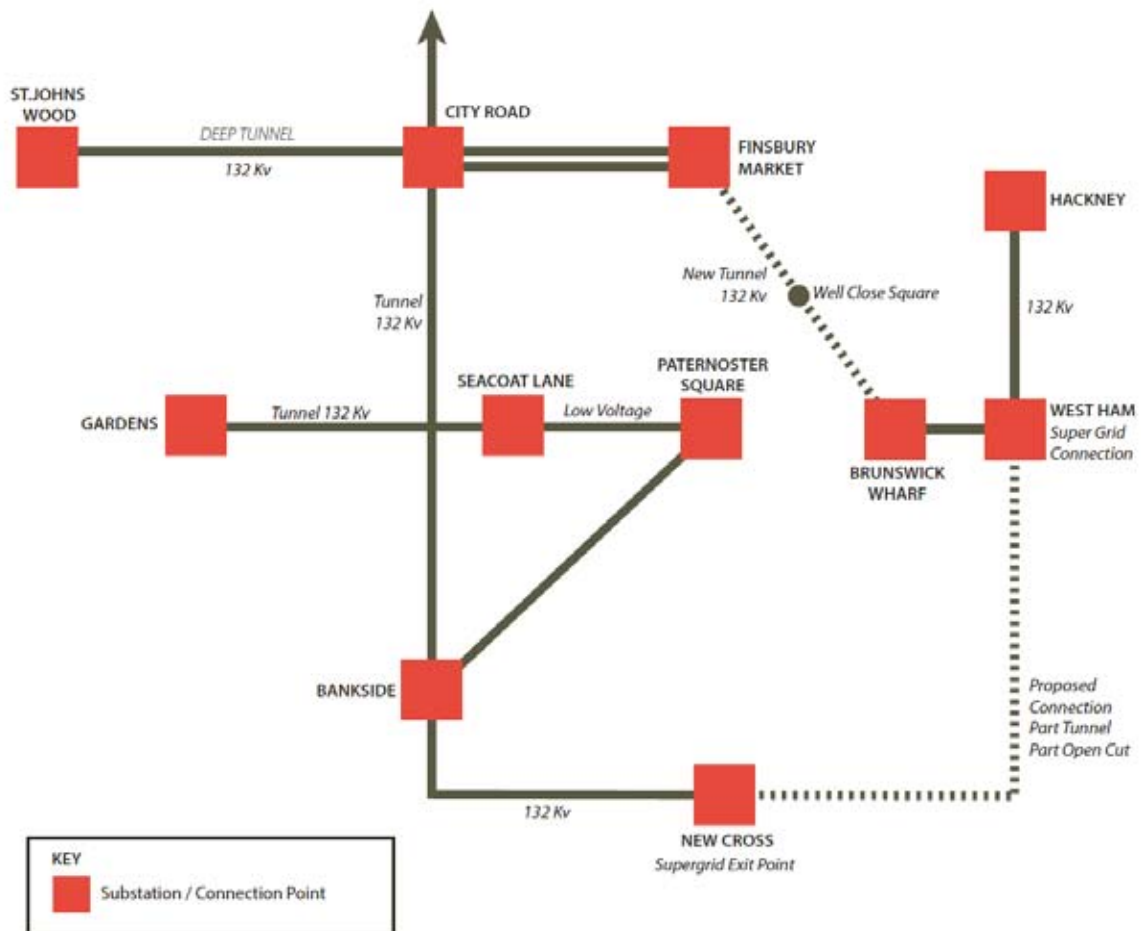 ST.JOHNS
WOOD
DEEP TUNNEL
132 Kv
CITY ROAD
FINSBURY
MARKET
HACKNEY
New Tunnel
132 Kv
Well Close Square
132 Kv
Tunnel
132 Kv
GARDENS
Tunnel 132 Kv
SEACOAT LANE
Low Voltage
PATERNOSTER
SQUARE
BRUNSWICK
WHARF
WEST HAM
Super Grid
Connection
BANKSIDE
Proposed
Connection
Part Tunnel
Part Open Cut
132 Kv
NEW CROSS
Supergrid Exit Point
KEY
Substation / Connection Point